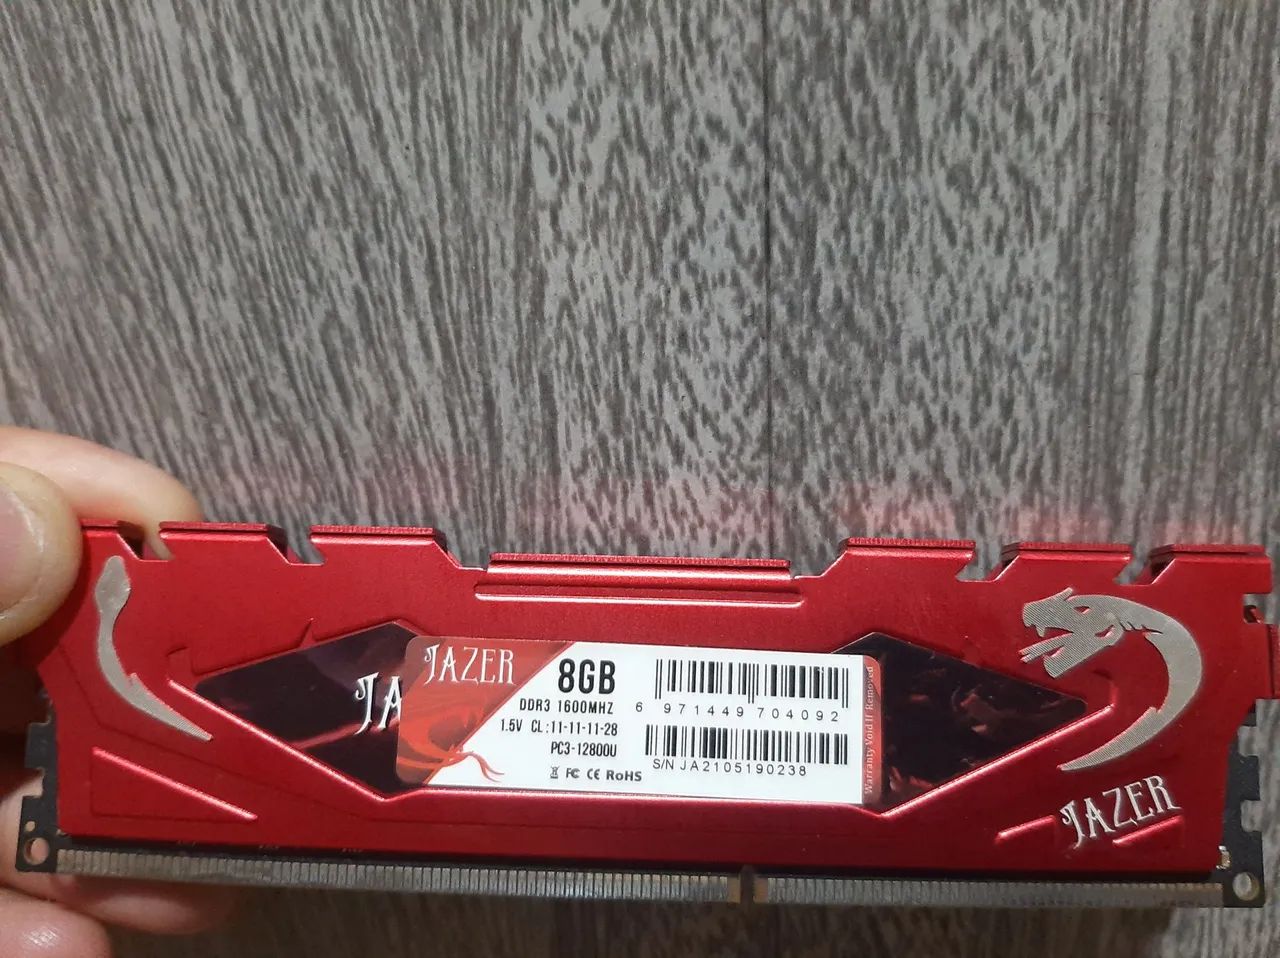 JA
JAZER
8GB
DDR3 1600MHZ
1.5V CL:11-11-11-28
PC3-12800U
FC CE RoHS
6 971449 704092
S/N JA2105190238
Warranty Void If Removed
JAZER